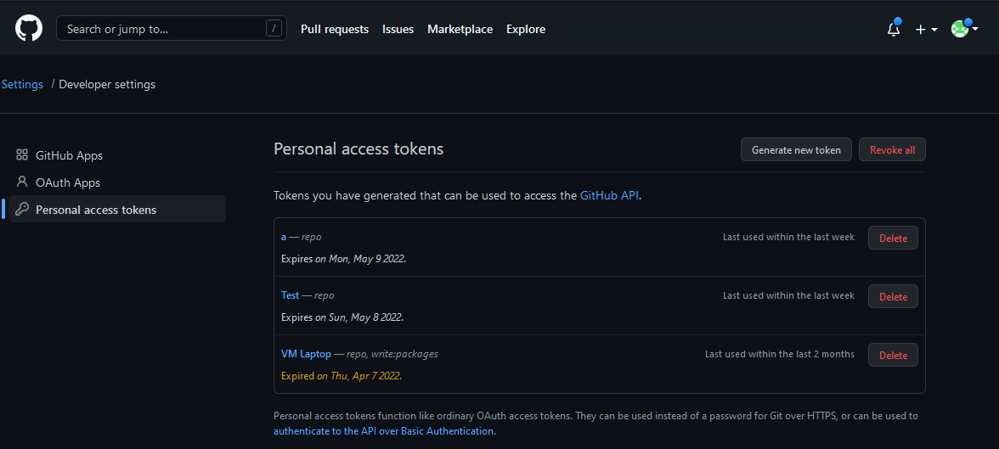 Search or jump to... / Pull requests Issues Marketplace Explore
Settings / Developer settings
GitHub Apps
OAuth Apps
Personal access tokens
Personal access tokens Generate new token Revoke all
Tokens you have generated that can be used to access the GitHub API.
a — repo Last used within the last week Delete
Expires on Mon, May 9 2022.
Test — repo Last used within the last week Delete
Expires on Sun, May 8 2022.
VM Laptop — repo, write:packages Last used within the last 2 months Delete
Expired on Thu, Apr 7 2022.
Personal access tokens function like ordinary OAuth access tokens. They can be used instead of a password for Git over HTTPS, or can be used to
authenticate to the API over Basic Authentication.